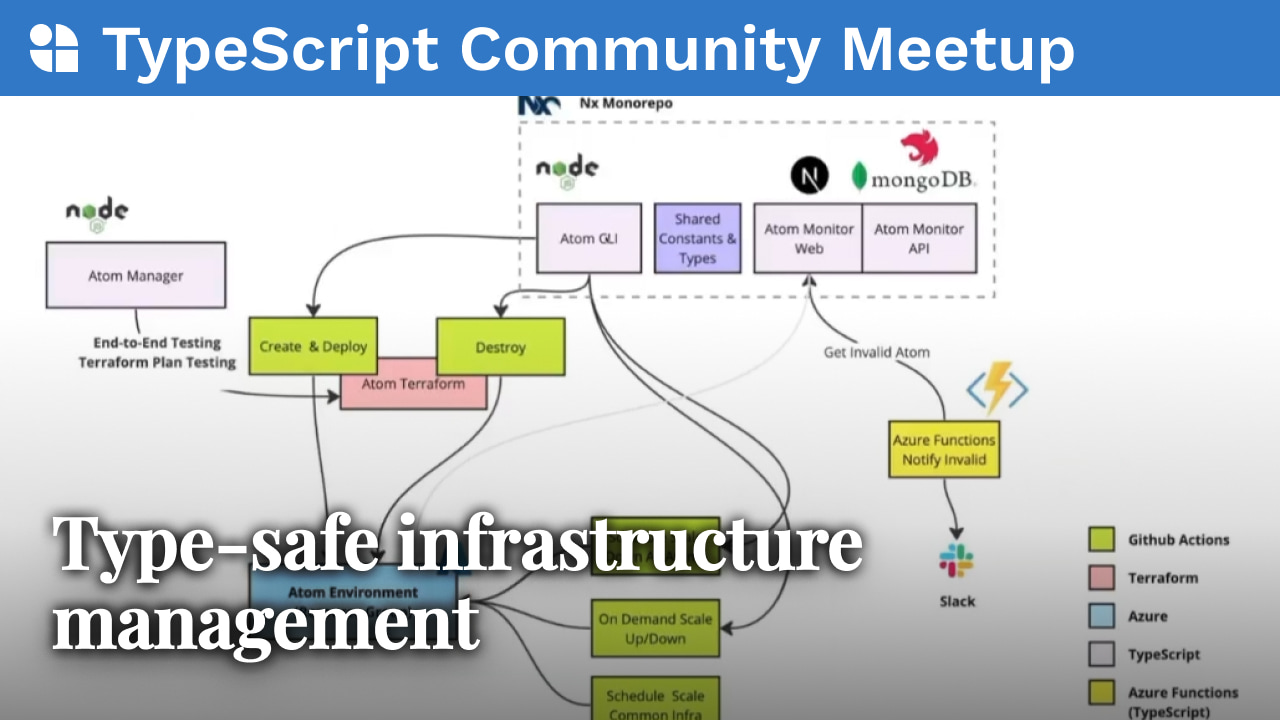 TypeScript Community Meetup
Nx
Nx Monorepo
node
JS
N
mongoDB
node
JS
Atom Manager
End-to-End Testing
Terraform Plan Testing
Atom CLI
Shared
Constants &
Types
Atom Monitor
Web
Atom Monitor
API
Create & Deploy
Destroy
Atom Terraform
Get Invalid Atom
Azure Functions
Notify Invalid
Slack
Type-safe infrastructure
management
Atom Environment
On Demand Scale
Up/Down
Schedule Scale
Common Infra
Github Actions
Terraform
Azure
TypeScript
Azure Functions
(TypeScript)